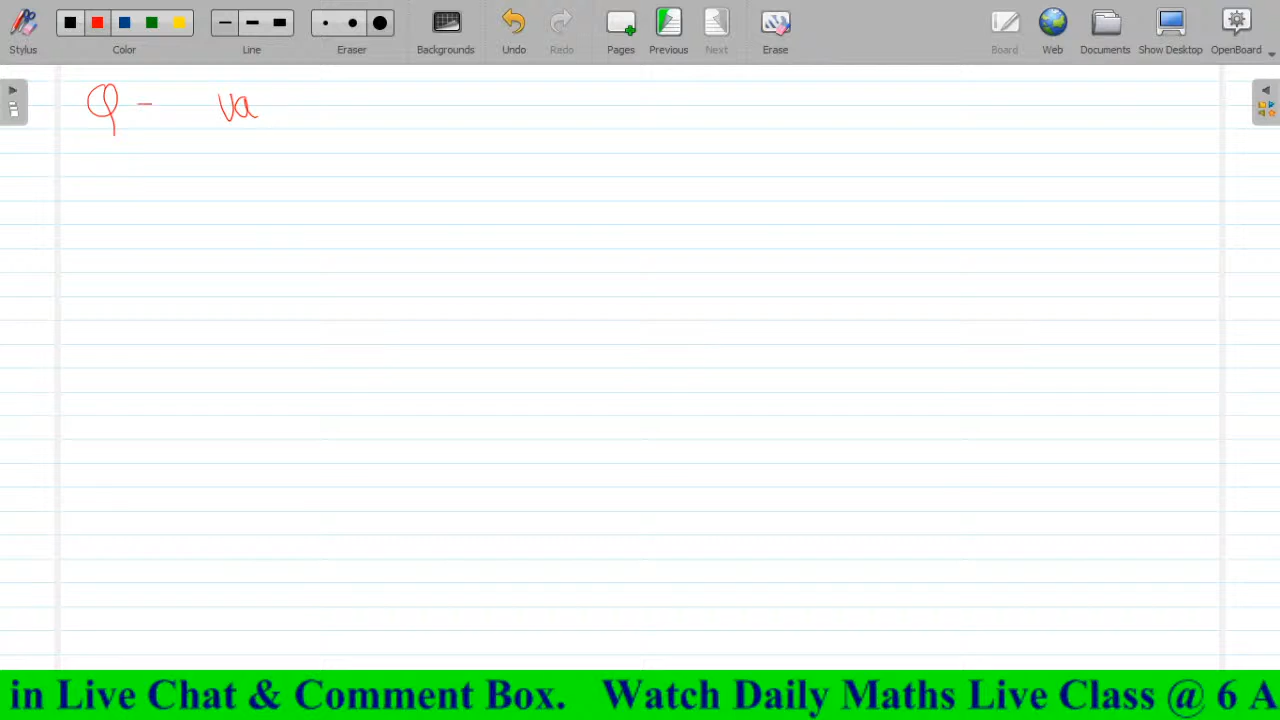 Stylus Color Line Eraser Backgrounds Undo Redo Pages Previous Next Erase Board Web Documents Show Desktop OpenBoard
Q - va
in Live Chat & Comment Box. Watch Daily Maths Live Class @ 6 A